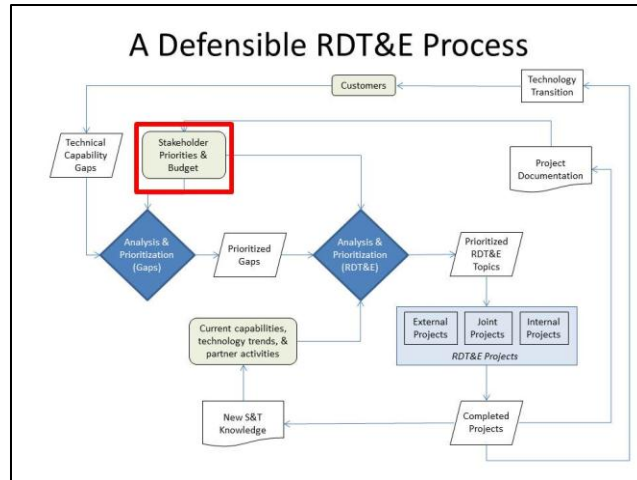 A Defensible RDT&E Process
Customers
Technology
Transition
Technical
Capability
Gaps
Stakeholder
Priorities &
Budget
Project
Documentation
Analysis &
Prioritization
(Gaps)
Prioritized
Gaps
Analysis &
Prioritization
(RDT&E)
Prioritized
RDT&E
Topics
Current capabilities,
technology trends, &
partner activities
External
Projects
Joint
Projects
Internal
Projects
RDT&E Projects
New S&T
Knowledge
Completed
Projects